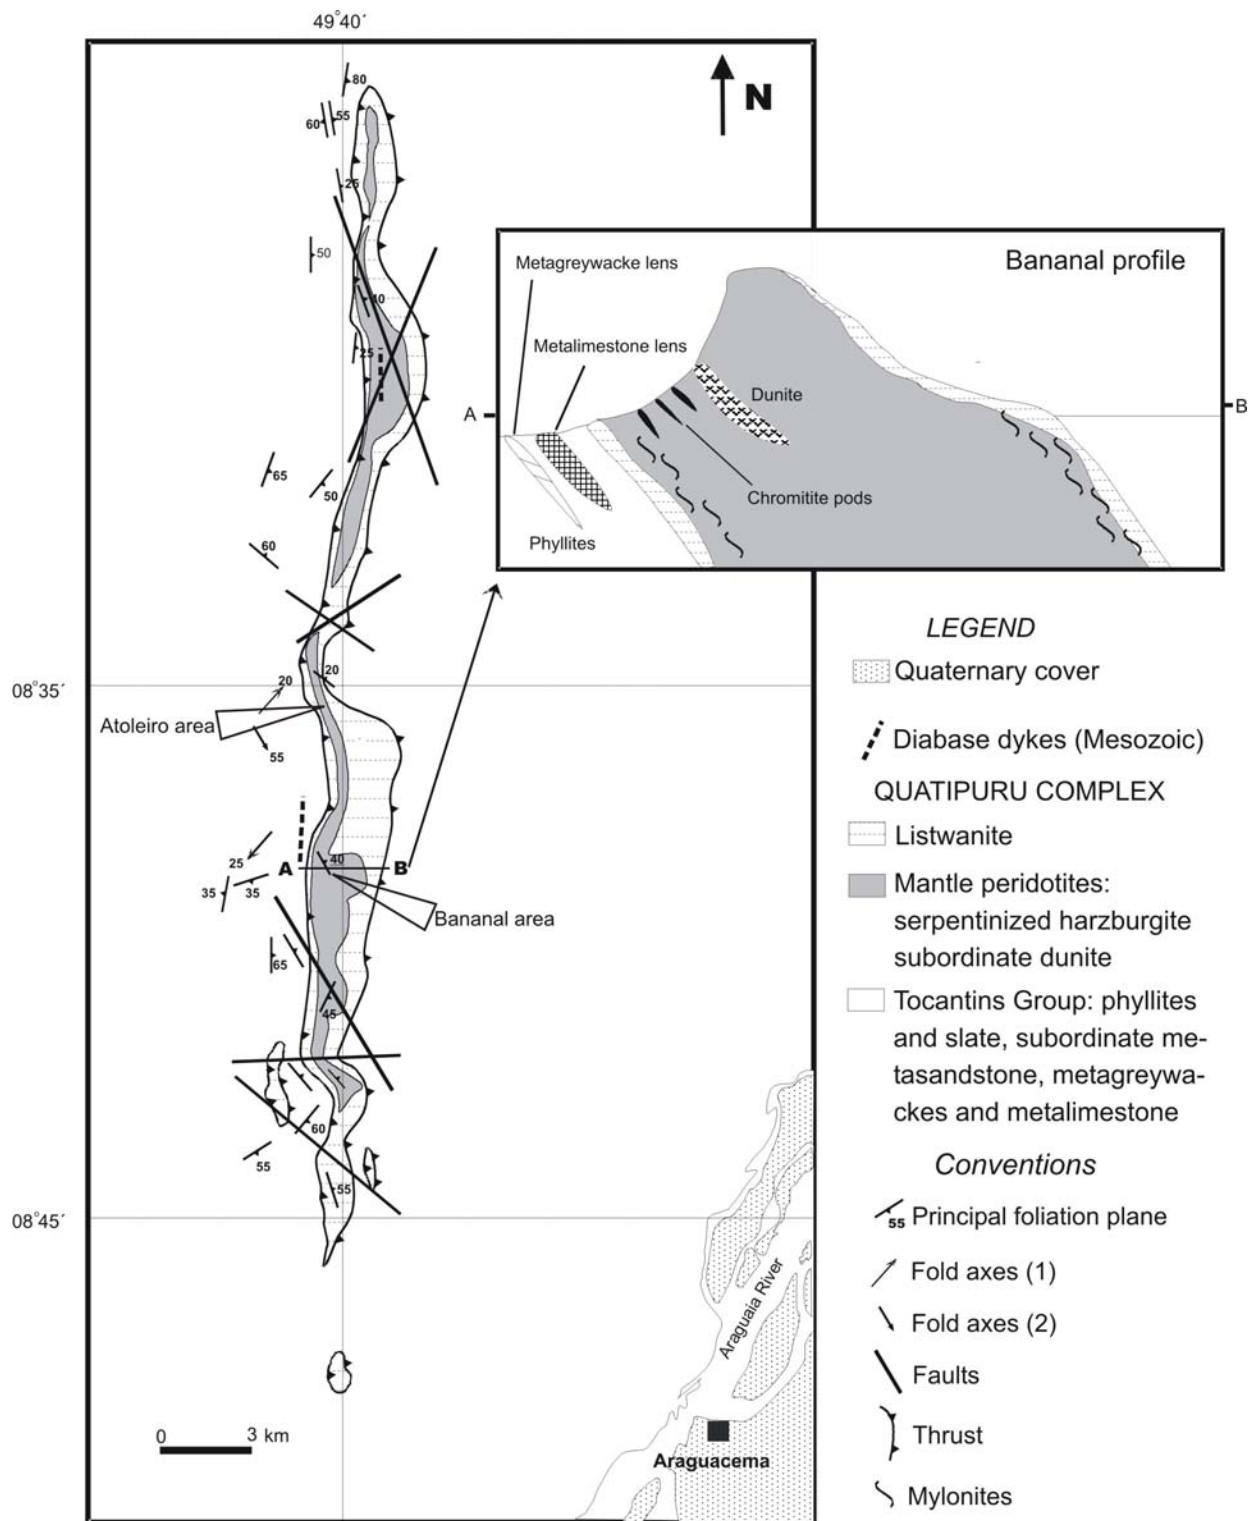 49°40´
N
80
55
60
25
50
40
25
65
50
60
20
08°35´
20
Atoleiro area
55
25
A
40
B
35
35
Bananal area
65
45
60
55
55
08°45´
0
3 km
Araguaia River
Araguacema
Bananal profile
Metagreywacke lens
Metalimestone lens
Dunite
A
B
Chromitite pods
Phyllites
LEGEND
Quaternary cover
Diabase dykes (Mesozoic)
QUATIPURU COMPLEX
Listwanite
Mantle peridotites:
serpentinized harzburgite
subordinate dunite
Tocantins Group: phyllites
and slate, subordinate me-
tasandstone, metagreywa-
ckes and metalimestone
Conventions
55
Principal foliation plane
Fold axes (1)
Fold axes (2)
Faults
Thrust
Mylonites